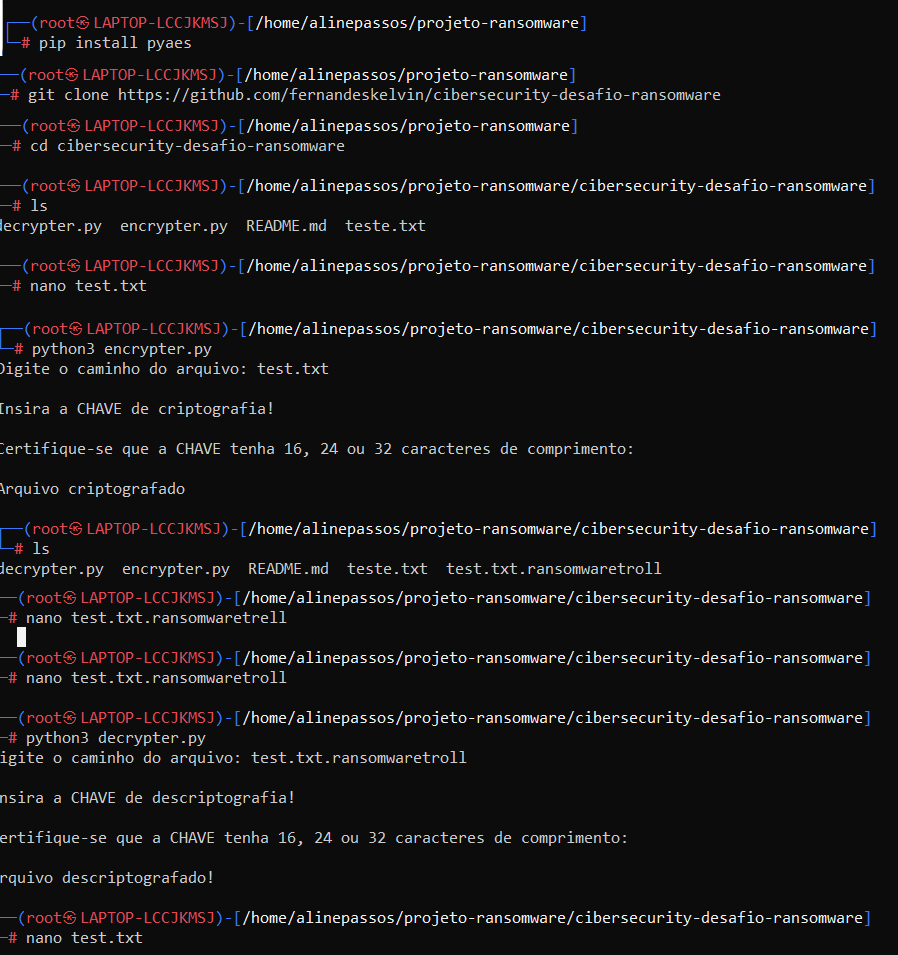 ┌──(root㉿LAPTOP-LCCJKMSJ)-[/home/alinepassos/projeto-ransomware]
└─# pip install pyaes
──(root㉿LAPTOP-LCCJKMSJ)-[/home/alinepassos/projeto-ransomware]
─# git clone https://github.com/fernandeskelvin/cibersecurity-desafio-ransomware
──(root㉿LAPTOP-LCCJKMSJ)-[/home/alinepassos/projeto-ransomware]
─# cd cibersecurity-desafio-ransomware
──(root㉿LAPTOP-LCCJKMSJ)-[/home/alinepassos/projeto-ransomware/cibersecurity-desafio-ransomware]
─# ls
decrypter.py  encrypter.py  README.md  teste.txt
──(root㉿LAPTOP-LCCJKMSJ)-[/home/alinepassos/projeto-ransomware/cibersecurity-desafio-ransomware]
─# nano test.txt
┌──(root㉿LAPTOP-LCCJKMSJ)-[/home/alinepassos/projeto-ransomware/cibersecurity-desafio-ransomware]
└─# python3 encrypter.py
Digite o caminho do arquivo: test.txt
Insira a CHAVE de criptografia!
Certifique-se que a CHAVE tenha 16, 24 ou 32 caracteres de comprimento:
Arquivo criptografado
┌──(root㉿LAPTOP-LCCJKMSJ)-[/home/alinepassos/projeto-ransomware/cibersecurity-desafio-ransomware]
└─# ls
decrypter.py  encrypter.py  README.md  teste.txt  test.txt.ransomwaretroll
──(root㉿LAPTOP-LCCJKMSJ)-[/home/alinepassos/projeto-ransomware/cibersecurity-desafio-ransomware]
─# nano test.txt.ransomwaretrell
──(root㉿LAPTOP-LCCJKMSJ)-[/home/alinepassos/projeto-ransomware/cibersecurity-desafio-ransomware]
─# nano test.txt.ransomwaretroll
──(root㉿LAPTOP-LCCJKMSJ)-[/home/alinepassos/projeto-ransomware/cibersecurity-desafio-ransomware]
─# python3 decrypter.py
igite o caminho do arquivo: test.txt.ransomwaretroll
nsira a CHAVE de descriptografia!
ertifique-se que a CHAVE tenha 16, 24 ou 32 caracteres de comprimento:
rquivo descriptografado!
──(root㉿LAPTOP-LCCJKMSJ)-[/home/alinepassos/projeto-ransomware/cibersecurity-desafio-ransomware]
─# nano test.txt